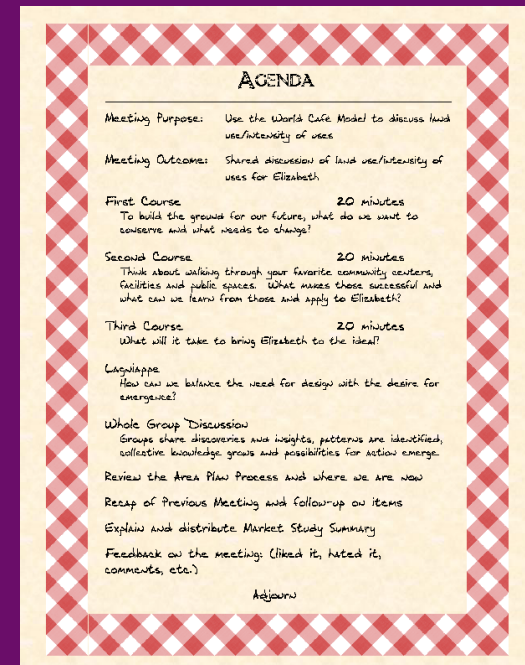 AGENDA
Meeting Purpose: Use the World Cafe Model to discuss land
use/intensity of uses
Meeting Outcome: Shared discussion of land use/intensity of
uses for Elizabeth
First Course 20 minutes
To build the ground for our future, what do we want to
conserve and what needs to change?
Second Course 20 minutes
Think about walking through your favorite community centers,
facilities and public spaces. What makes those successful and
what can we learn from those and apply to Elizabeth?
Third Course 20 minutes
What will it take to bring Elizabeth to the ideal?
Lagniappe
How can we balance the need for design with the desire for
emergence?
Whole Group Discussion
Groups share discoveries and insights, patterns are identified,
collective knowledge grows and possibilities for action emerge.
Review the Area Plan Process and where we are now
Recap of Previous Meeting and follow-up on items
Explain and distribute Market Study Summary
Feedback on the meeting: (liked it, hated it,
comments, etc.)
Adjourn